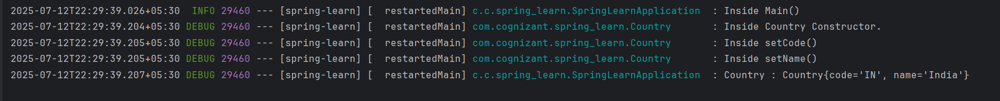 2025-07-12T22:29:39.026+05:30  INFO 29460 --- [spring-learn] [  restartedMain] c.c.spring_learn.SpringLearnApplication  : Inside Main()
2025-07-12T22:29:39.204+05:30 DEBUG 29460 --- [spring-learn] [  restartedMain] com.cognizant.spring_learn.Country       : Inside Country Constructor.
2025-07-12T22:29:39.205+05:30 DEBUG 29460 --- [spring-learn] [  restartedMain] com.cognizant.spring_learn.Country       : Inside setCode()
2025-07-12T22:29:39.205+05:30 DEBUG 29460 --- [spring-learn] [  restartedMain] com.cognizant.spring_learn.Country       : Inside setName()
2025-07-12T22:29:39.207+05:30 DEBUG 29460 --- [spring-learn] [  restartedMain] c.c.spring_learn.SpringLearnApplication  : Country : Country{code='IN', name='India'}